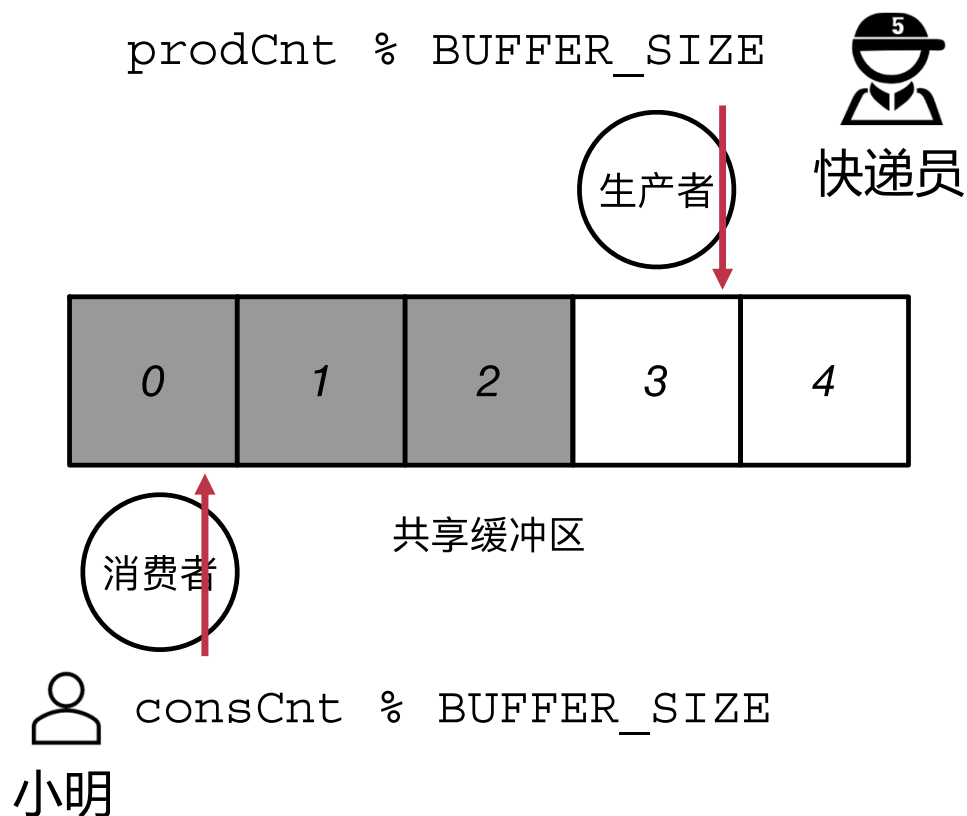 prodCnt % BUFFER_SIZE
5
快递员
生产者
0 1 2 3 4
共享缓冲区
消费者
consCnt % BUFFER_SIZE
小明